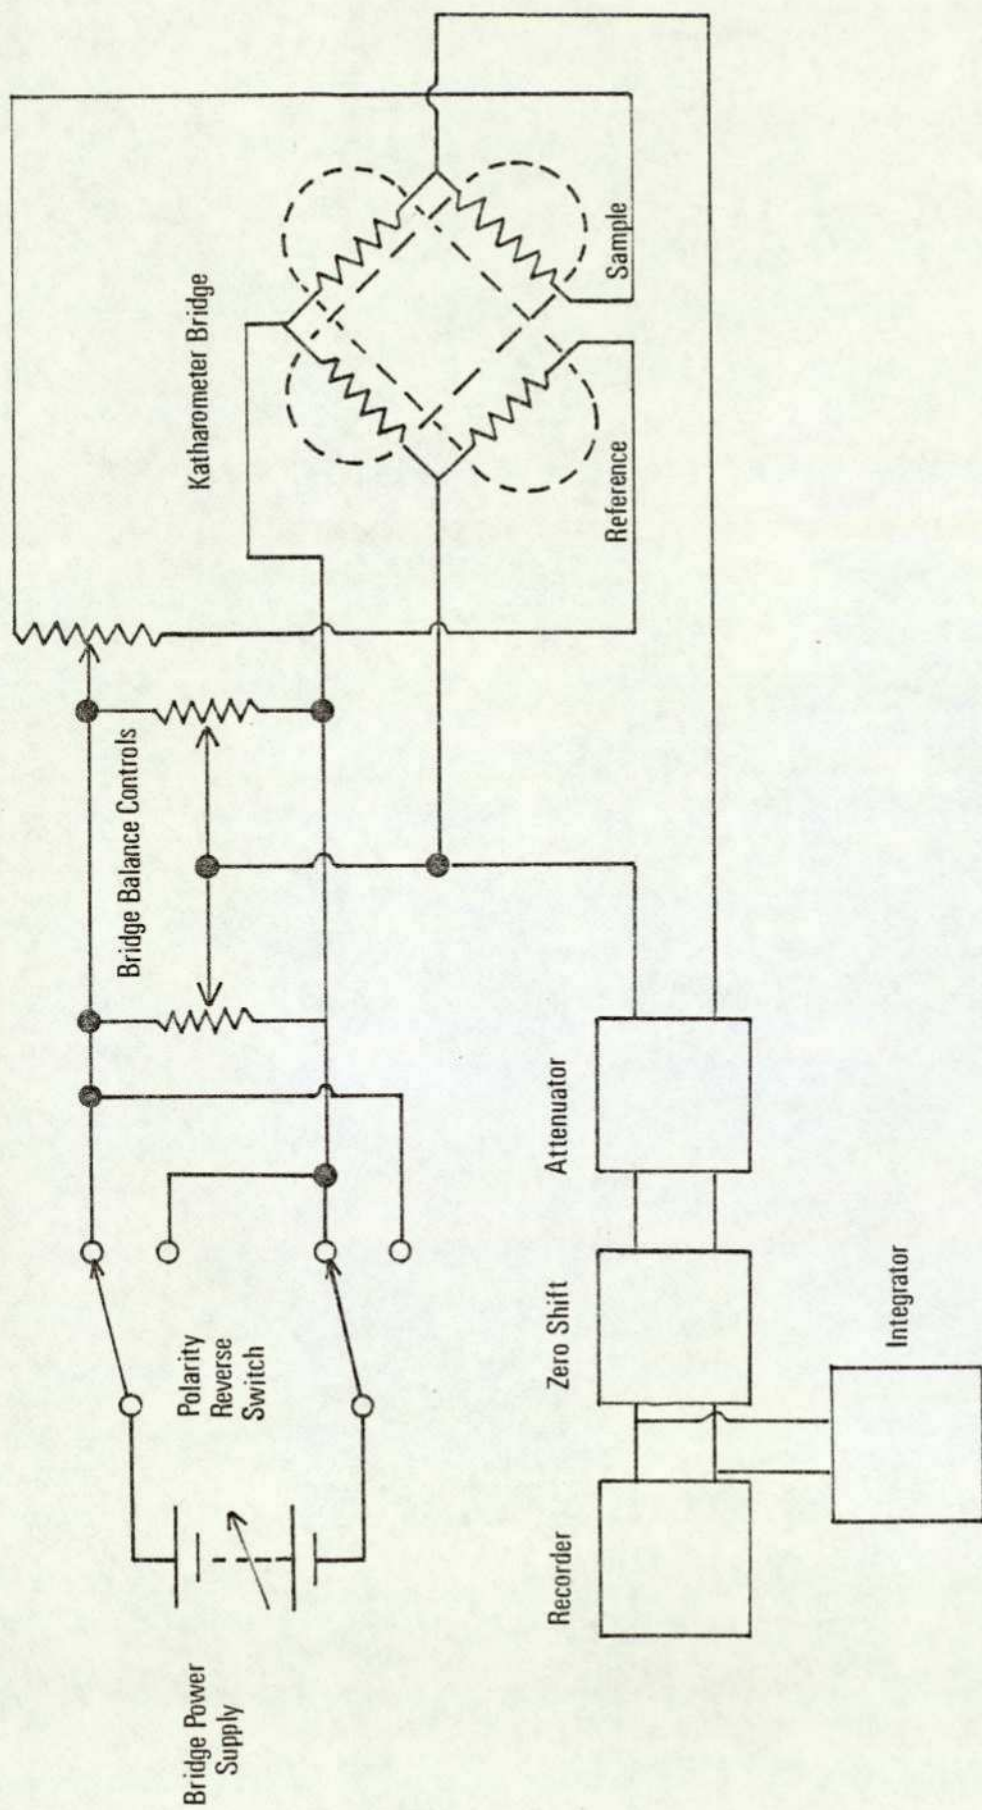 Bridge Power
Supply
Polarity
Reverse
Switch
Bridge Balance Controls
Katharometer Bridge
Reference
Sample
Recorder
Zero Shift
Attenuator
Integrator